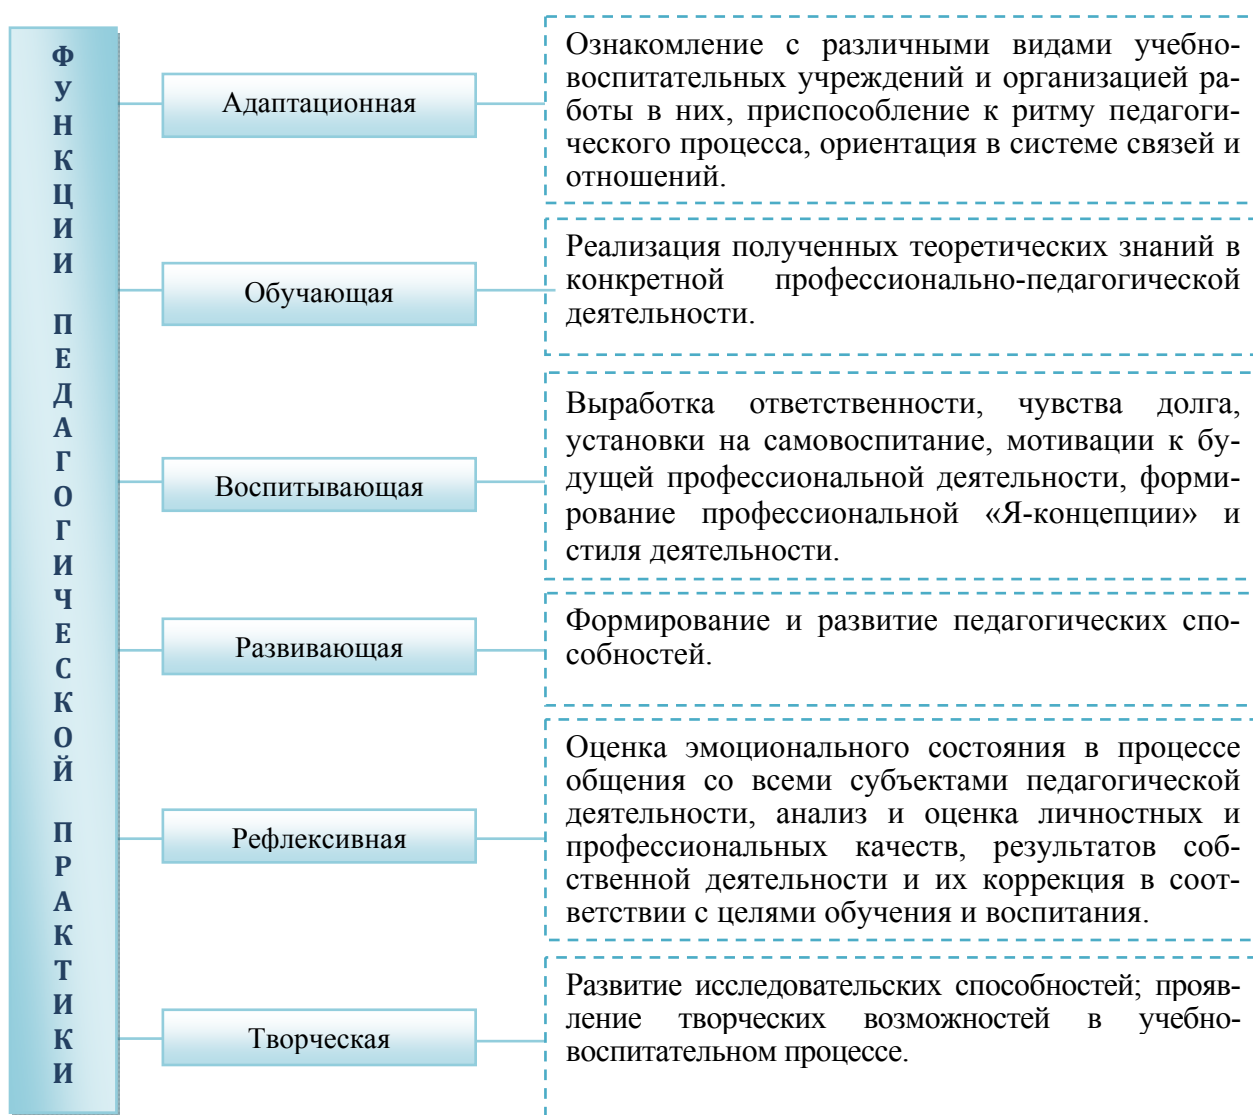 ФУНКЦИИ ПЕДАГОГИЧЕСКОЙ ПРАКТИКИ
Адаптационная
Ознакомление с различными видами учебно-
воспитательных учреждений и организацией ра-
боты в них, приспособление к ритму педагоги-
ческого процесса, ориентация в системе связей и
отношений.
Обучающая
Реализация полученных теоретических знаний в
конкретной профессионально-педагогической
деятельности.
Воспитывающая
Выработка ответственности, чувства долга,
установки на самовоспитание, мотивации к бу-
дущей профессиональной деятельности, форми-
рование профессиональной «Я-концепции» и
стиля деятельности.
Развивающая
Формирование и развитие педагогических спо-
собностей.
Рефлексивная
Оценка эмоционального состояния в процессе
общения со всеми субъектами педагогической
деятельности, анализ и оценка личностных и
профессиональных качеств, результатов соб-
ственной деятельности и их коррекция в соот-
ветствии с целями обучения и воспитания.
Творческая
Развитие исследовательских способностей; прояв-
ление творческих возможностей в учебно-
воспитательном процессе.